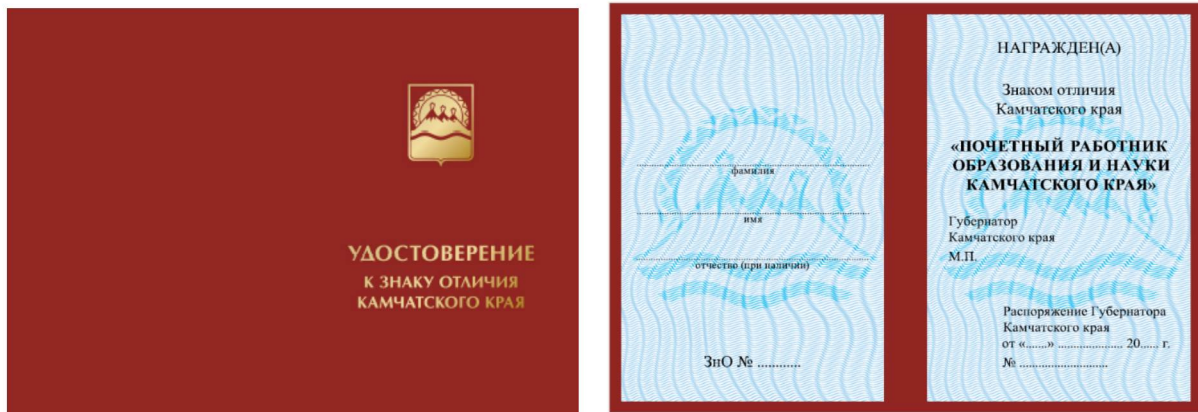 УДОСТОВЕРЕНИЕ
К ЗНАКУ ОТЛИЧИЯ
КАМЧАТСКОГО КРАЯ
фамилия
имя
отчество (при наличии)
ЗнО № ............
НАГРАЖДЕН(А)
Знаком отличия
Камчатского края
«ПОЧЕТНЫЙ РАБОТНИК
ОБРАЗОВАНИЯ И НАУКИ
КАМЧАТСКОГО КРАЯ»
Губернатор
Камчатского края
М.П.
Распоряжение Губернатора
Камчатского края
от «.......» ..................... 20...... г.
№ .............................